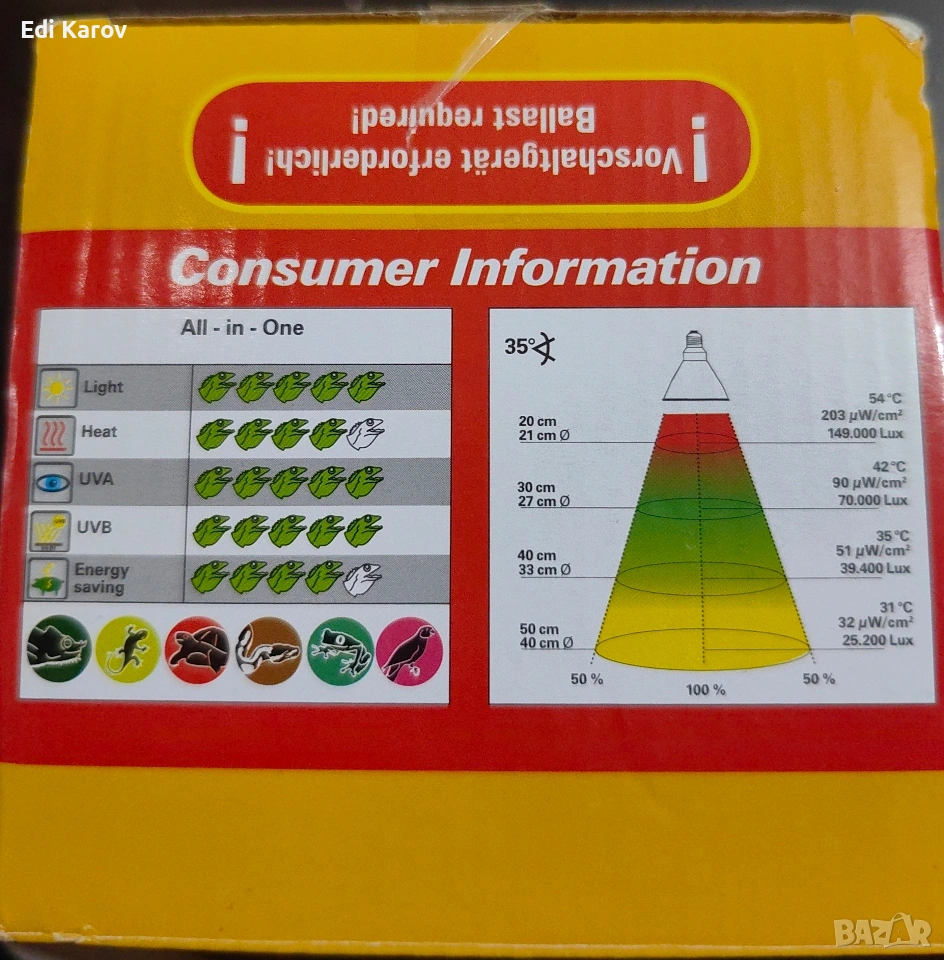 Edi Karov
Vorschaltgerät erforderlich!
Ballast required!
Consumer Information
All - in - One
Light
Heat
UVA
UVB
Energy
saving
35°
20 cm
21 cm Ø
54 °C
203 µW/cm²
149.000 Lux
30 cm
27 cm Ø
42 °C
90 µW/cm²
70.000 Lux
40 cm
33 cm Ø
35 °C
51 µW/cm²
39.400 Lux
50 cm
40 cm Ø
31 °C
32 µW/cm²
25.200 Lux
50 %
100 %
50 %
BAZAR